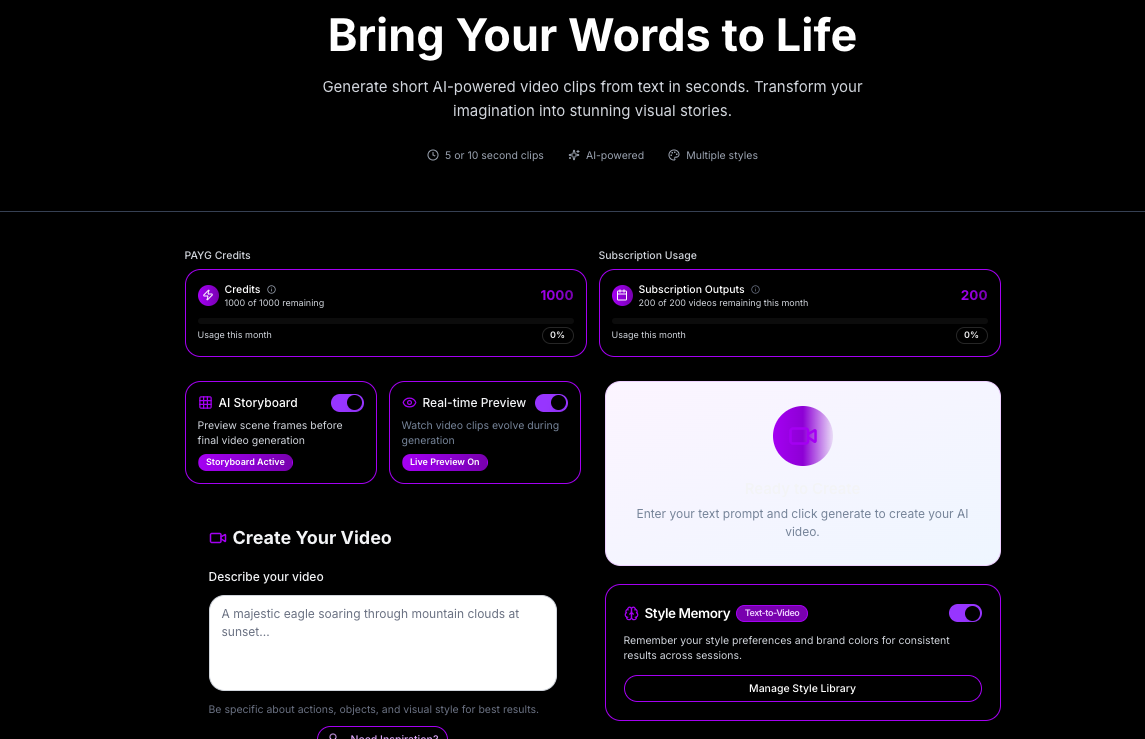 Bring Your Words to Life
Generate short AI-powered video clips from text in seconds. Transform your
imagination into stunning visual stories.
5 or 10 second clips
AI-powered
Multiple styles
PAYG Credits
Credits
1000 of 1000 remaining
1000
Usage this month
0%
Subscription Usage
Subscription Outputs
200 of 200 videos remaining this month
200
Usage this month
0%
AI Storyboard
Preview scene frames before
final video generation
Storyboard Active
Real-time Preview
Watch video clips evolve during
generation
Live Preview On
Create Your Video
Describe your video
A majestic eagle soaring through mountain clouds at
sunset...
Be specific about actions, objects, and visual style for best results.
Need Inspiration?
Enter your text prompt and click generate to create your AI
video.
Style Memory
Text-to-Video
Remember your style preferences and brand colors for consistent
results across sessions.
Manage Style Library